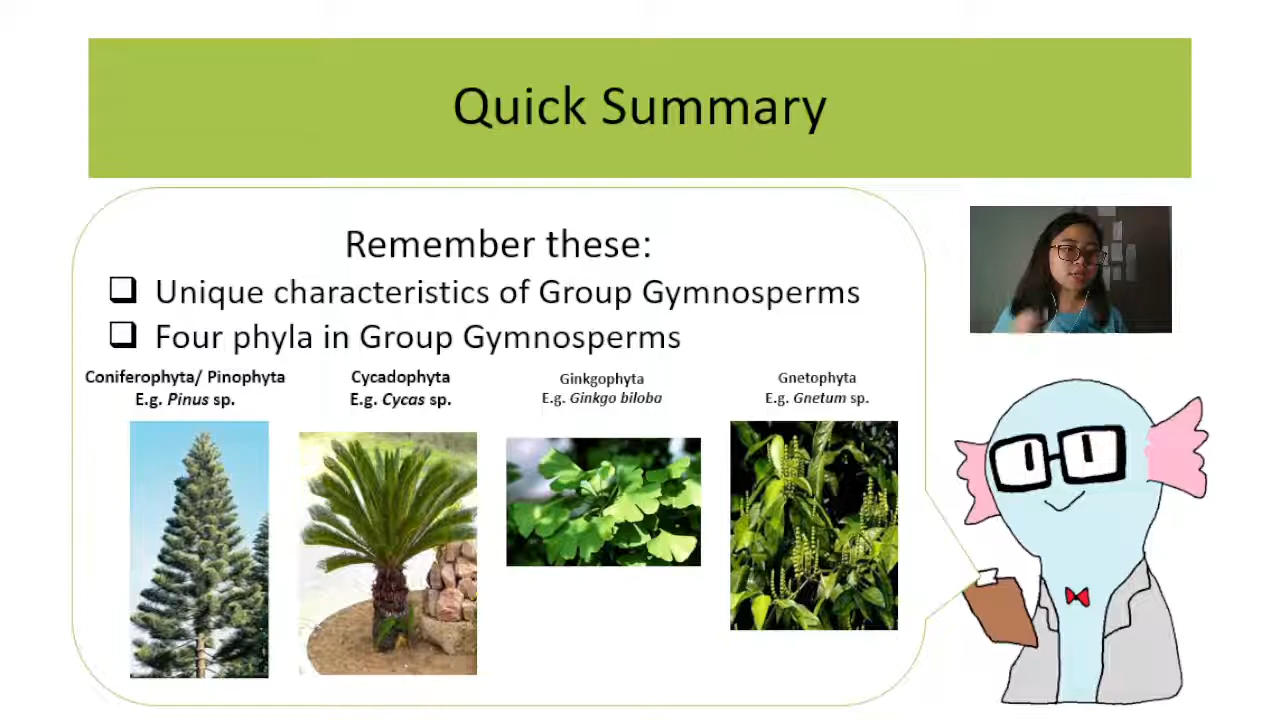 Quick Summary
Remember these:
Unique characteristics of Group Gymnosperms
Four phyla in Group Gymnosperms
Coniferophyta/ Pinophyta
E.g. Pinus sp.
Cycadophyta
E.g. Cycas sp.
Ginkgophyta
E.g. Ginkgo biloba
Gnetophyta
E.g. Gnetum sp.